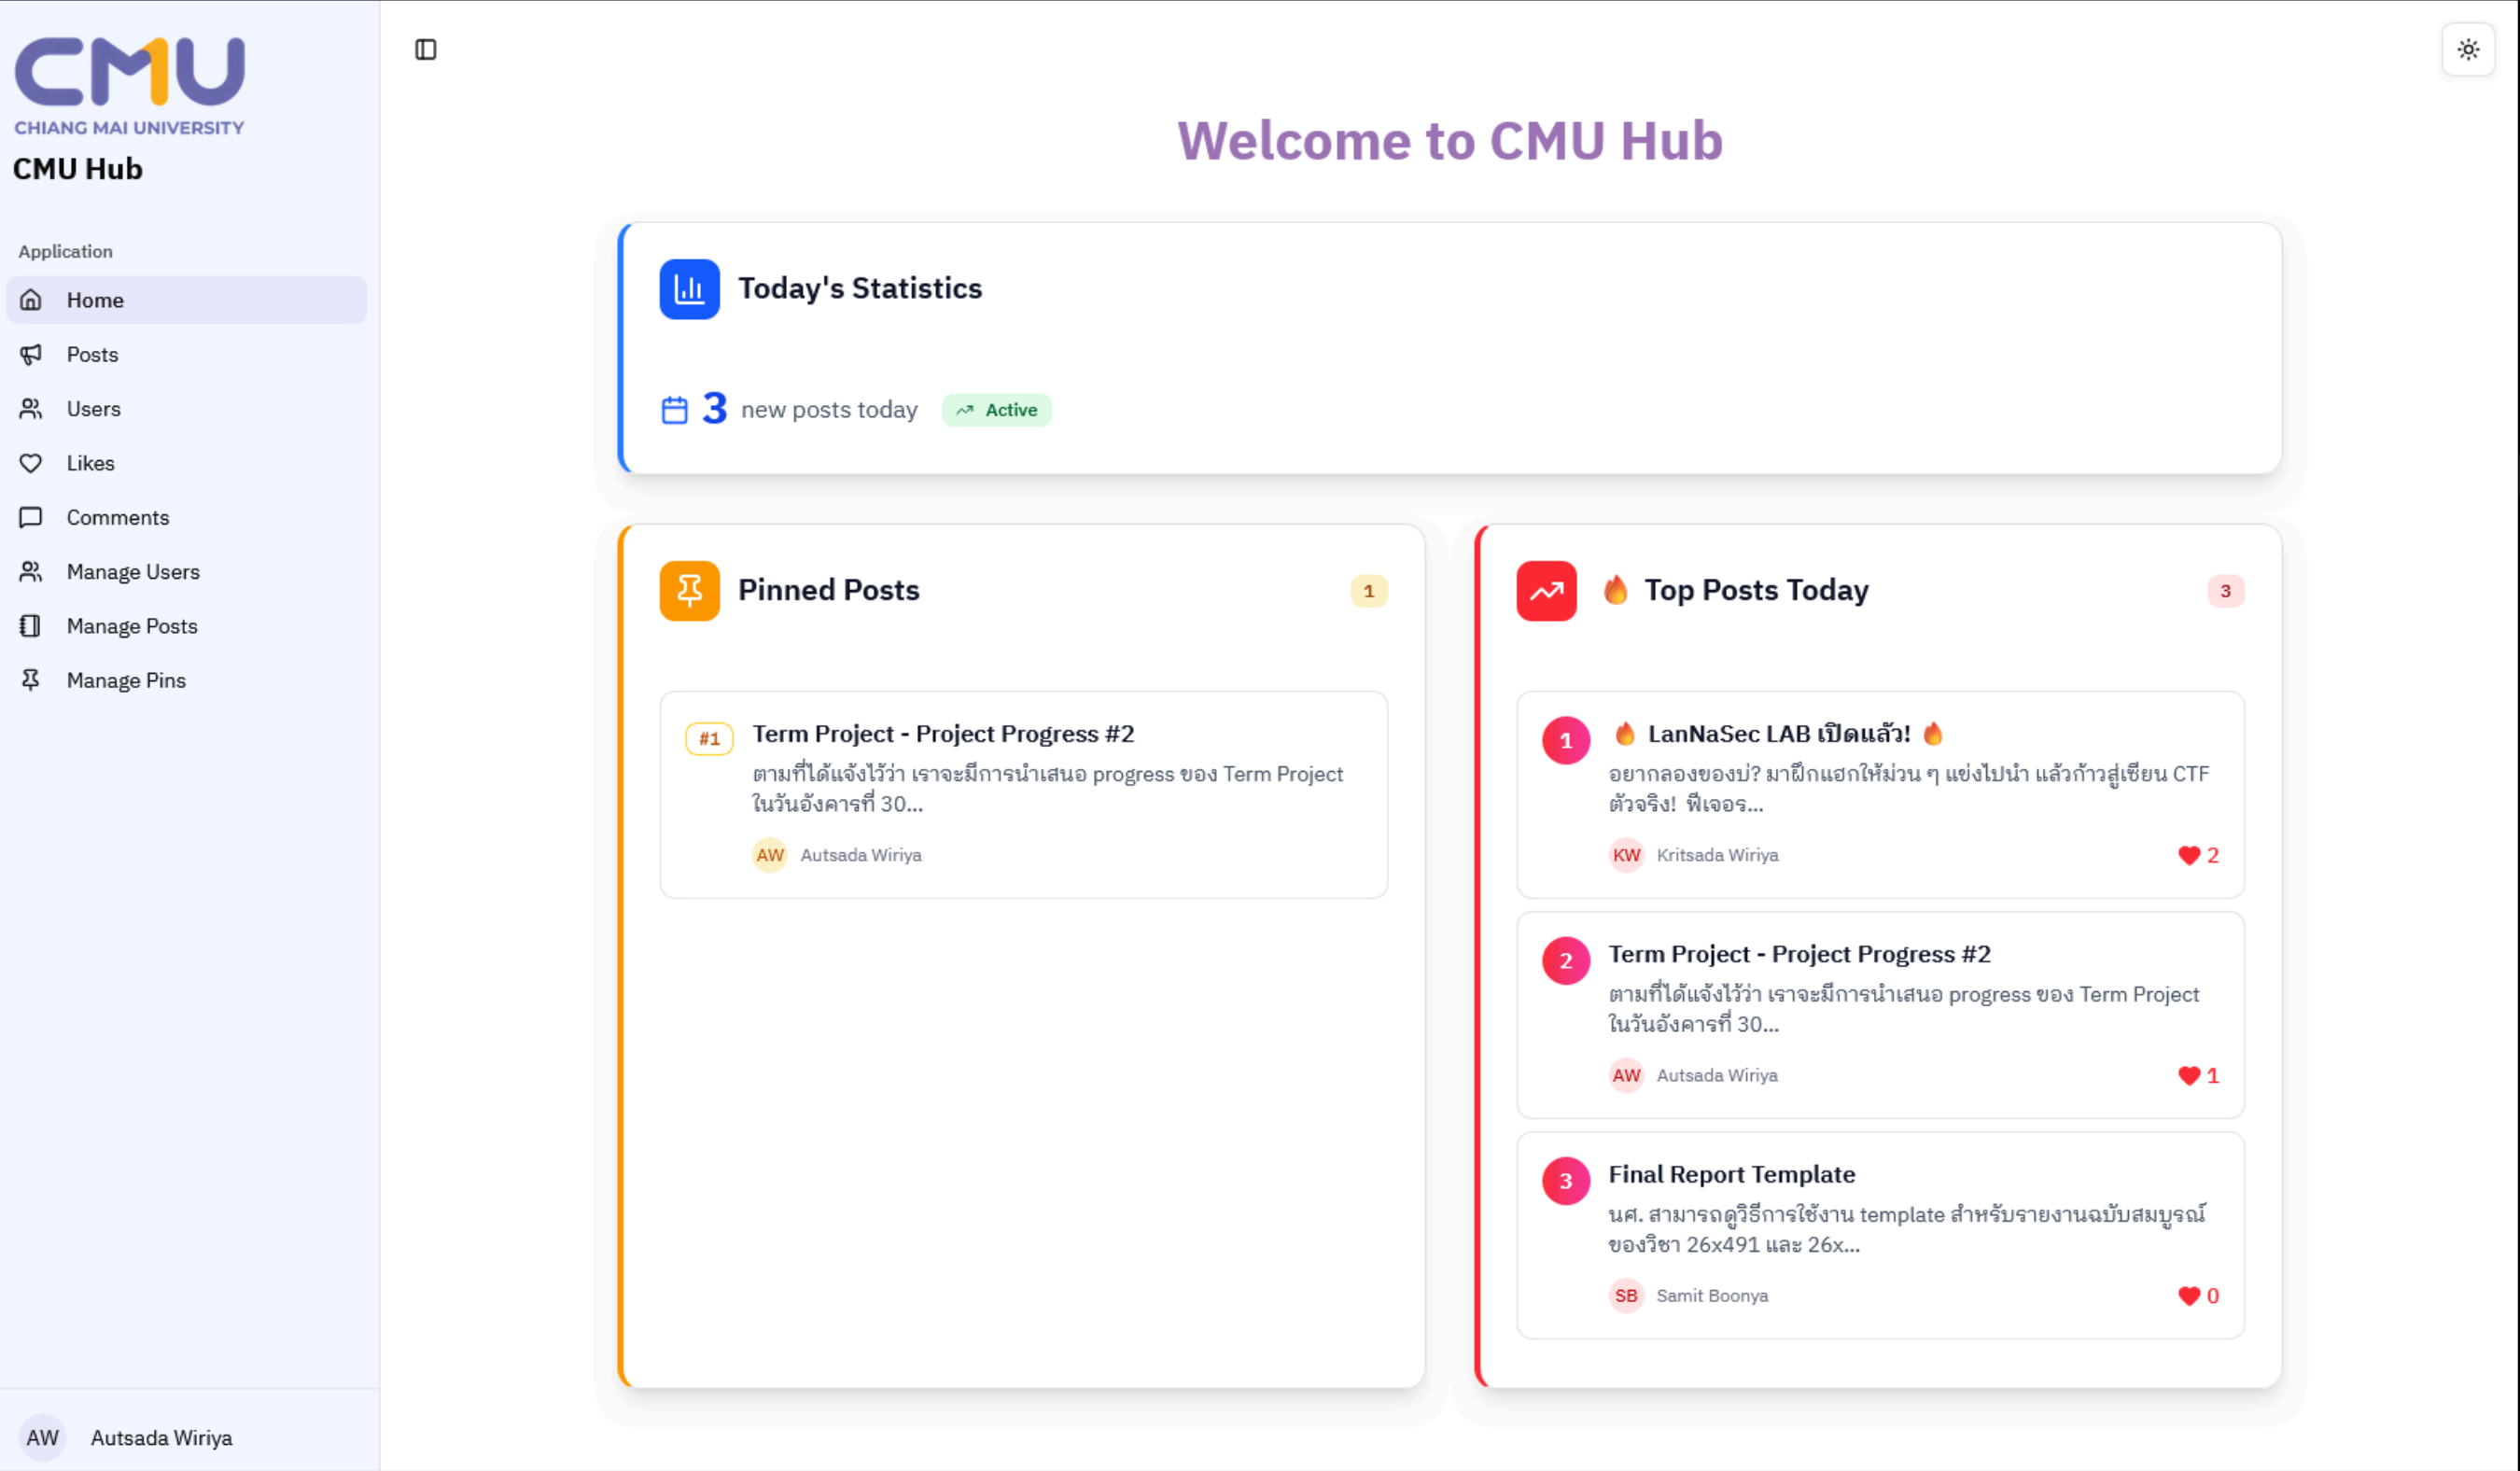 CMU
CHIANG MAI UNIVERSITY
CMU Hub
Application
Home
Posts
Users
Likes
Comments
Manage Users
Manage Posts
Manage Pins
AW Autsada Wiriya
Welcome to CMU Hub
Today's Statistics
3 new posts today Active
Pinned Posts 1
#1 Term Project - Project Progress #2
ตามที่ได้แจ้งไว้ว่า เราจะมีการนำเสนอ progress ของ Term Project
ในวันอังคารที่ 30...
AW Autsada Wiriya
🔥 Top Posts Today 3
1 🔥 LanNaSec LAB เปิดแล้ว! 🔥
อยากลองของบ่? มาฝึกแฮกให้ม่วน ๆ แข่งไปนำ แล้วก้าวสู่เซียน CTF
ตัวจริง! ฟีเจอร...
KW Kritsada Wiriya 2
2 Term Project - Project Progress #2
ตามที่ได้แจ้งไว้ว่า เราจะมีการนำเสนอ progress ของ Term Project
ในวันอังคารที่ 30...
AW Autsada Wiriya 1
3 Final Report Template
นศ. สามารถดูวิธีการใช้งาน template สำหรับรายงานฉบับสมบูรณ์
ของวิชา 26x491 และ 26x...
SB Samit Boonya 0